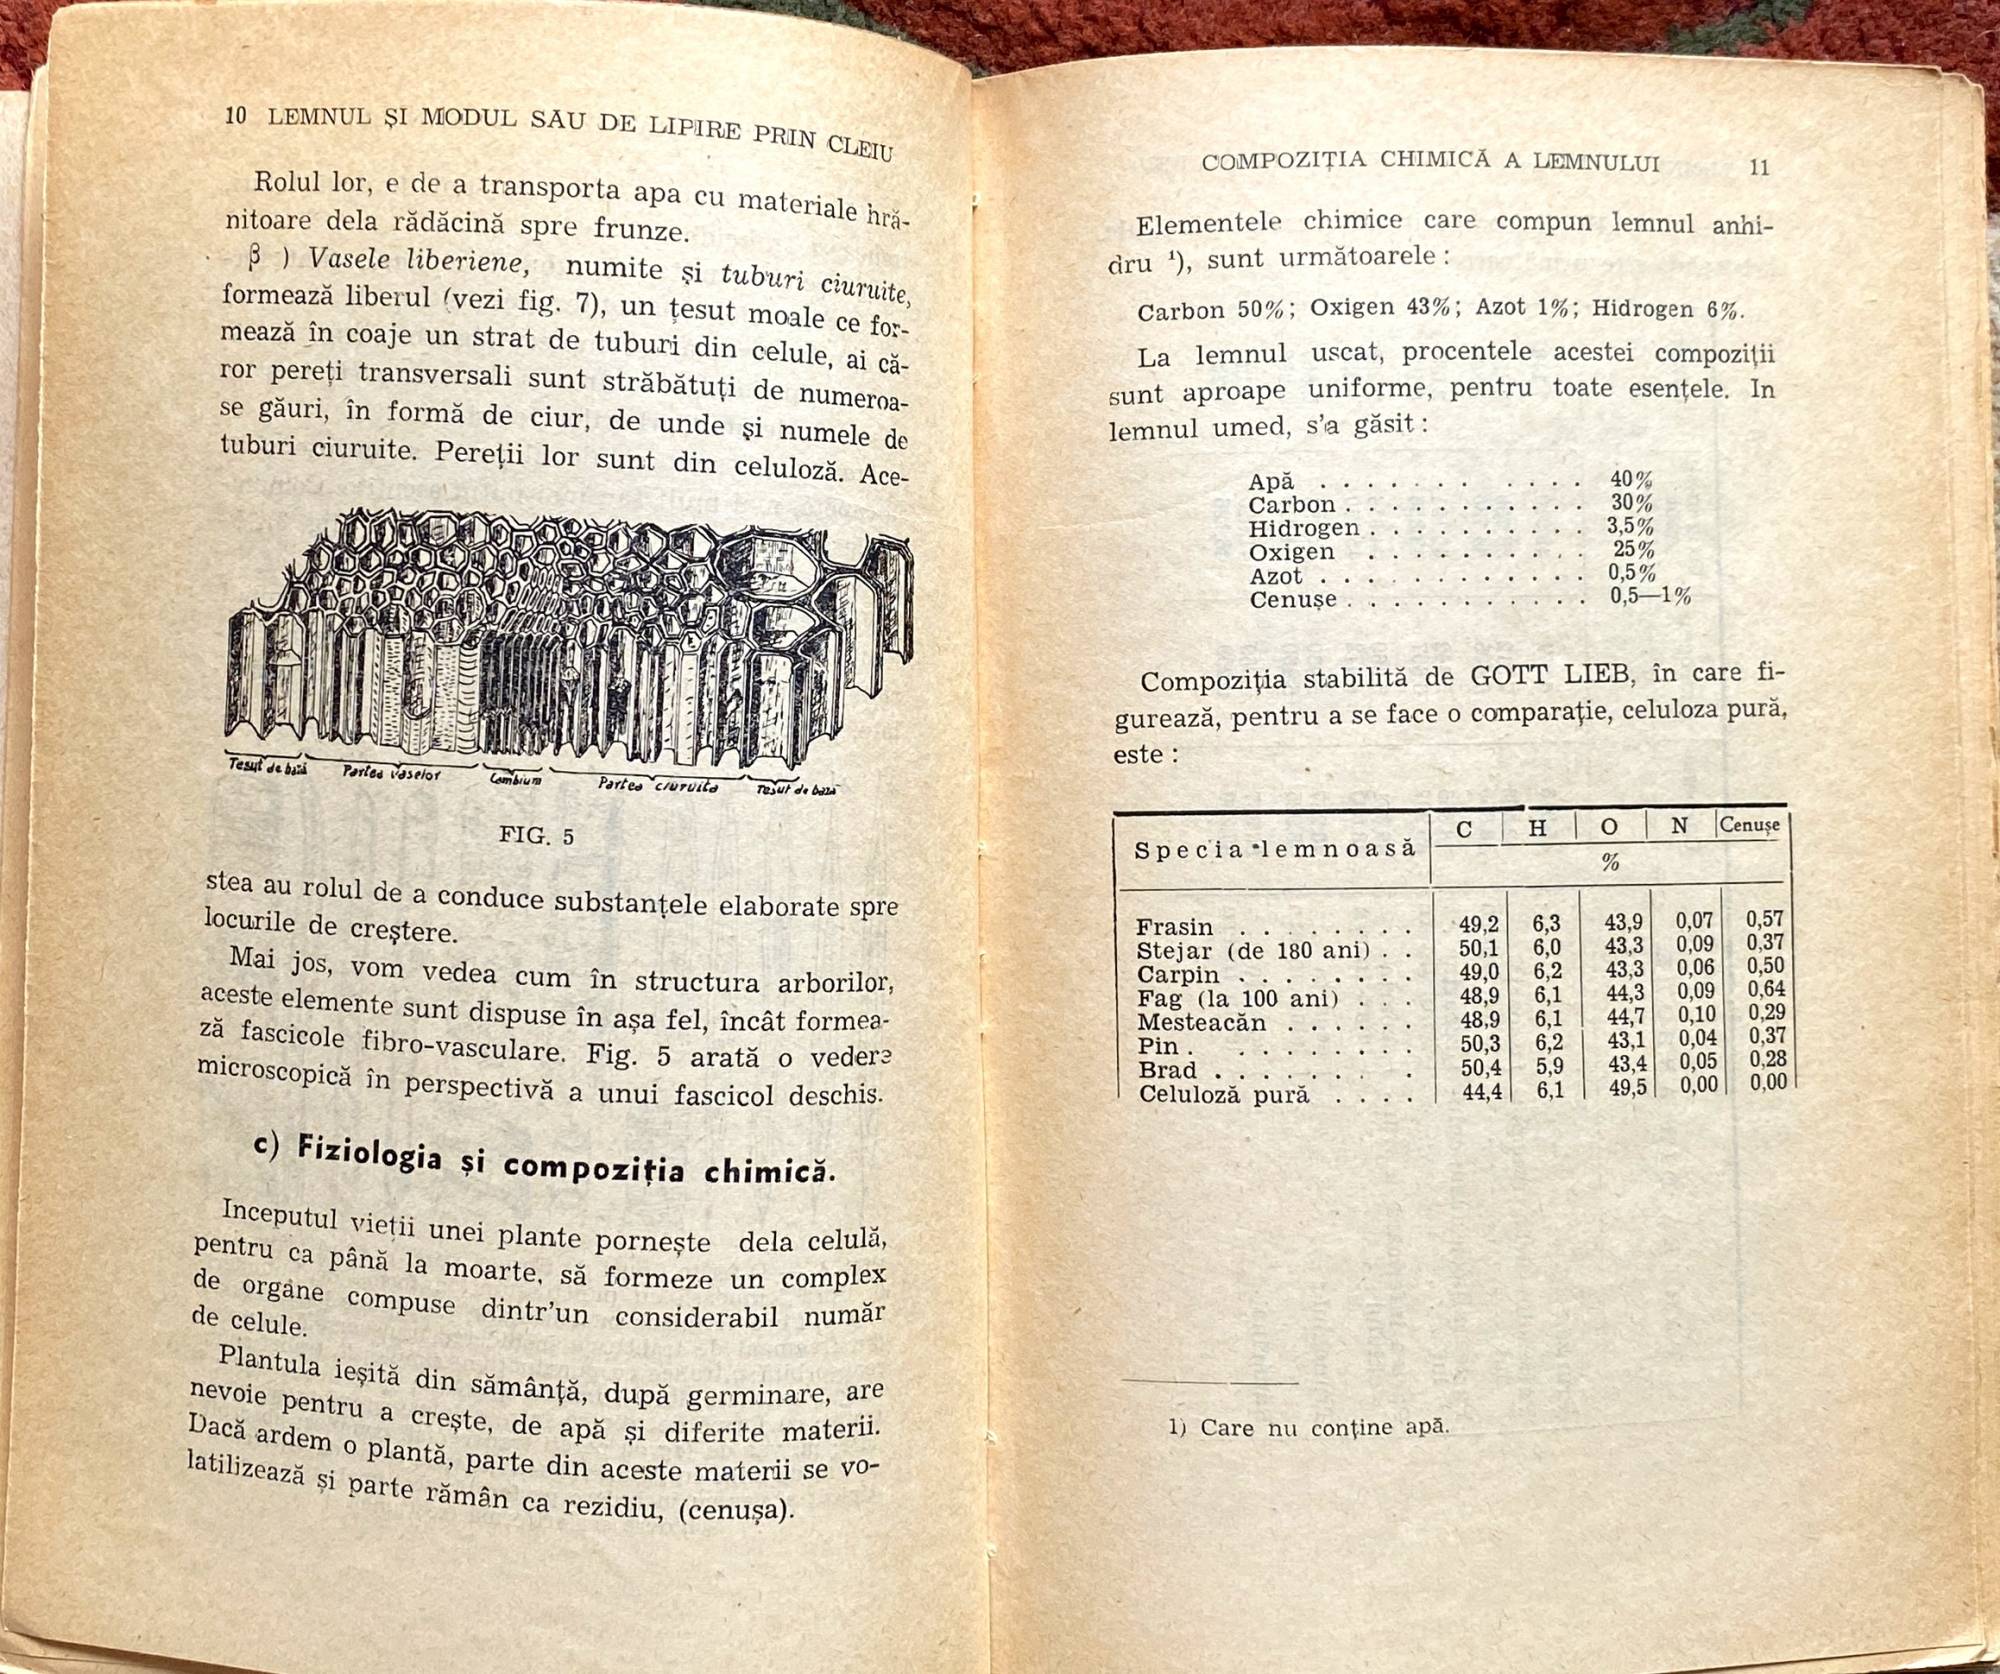 10 LEMNUL ȘI MODUL SAU DE LIPIRE PRIN CLEIU
Rolul lor, e de a transporta apa cu materiale hră-
nitoare dela rădăcină spre frunze.
β ) Vasele liberiene, numite și tuburi ciuruite,
formează liberul (vezi fig. 7), un țesut moale ce for-
mează în coaje un strat de tuburi din celule, ai că-
ror pereți transversali sunt străbătuți de numeroa-
se găuri, în formă de ciur, de unde și numele de
tuburi ciuruite. Pereții lor sunt din celuloză. Ace-
Tesut de bază Partea vaselor Cambium Partea ciuruita Tesut de bază
FIG. 5
stea au rolul de a conduce substanțele elaborate spre
locurile de creștere.
Mai jos, vom vedea cum în structura arborilor,
aceste elemente sunt dispuse în așa fel, încât formea-
ză fascicole fibro-vasculare. Fig. 5 arată o vedere
microscopică în perspectivă a unui fascicol deschis.
c) Fiziologia și compoziția chimică.
Inceputul vieții unei plante pornește dela celulă,
pentru ca până la moarte, să formeze un complex
de organe compuse dintr'un considerabil număr
de celule.
Plantula ieșită din sămânță, după germinare, are
nevoie pentru a crește, de apă și diferite materii.
Dacă ardem o plantă, parte din aceste materii se vo-
latilizează și parte rămân ca rezidiu, (cenușa).
COMPOZIȚIA CHIMICĂ A LEMNULUI 11
Elementele chimice care compun lemnul anhi-
dru ¹), sunt următoarele :
Carbon 50%; Oxigen 43%; Azot 1%; Hidrogen 6%.
La lemnul uscat, procentele acestei compoziții
sunt aproape uniforme, pentru toate esențele. In
lemnul umed, s'a găsit :
Apă . . . . . . . . . . . 40%
Carbon . . . . . . . . . . . 30%
Hidrogen . . . . . . . . . . 3,5%
Oxigen . . . . . . . . . . 25%
Azot . . . . . . . . . . . . 0,5%
Cenușe . . . . . . . . . . . 0,5—1%
Compoziția stabilită de GOTT LIEB, în care fi-
gurează, pentru a se face o comparație, celuloza pură,
este :
Specia lemnoasă C H O N Cenușe
%
Frasin . . . . . . . . 49,2 6,3 43,9 0,07 0,57
Stejar (de 180 ani) . . 50,1 6,0 43,3 0,09 0,37
Carpin . . . . . . . . 49,0 6,2 43,3 0,06 0,50
Fag (la 100 ani) . . . 48,9 6,1 44,3 0,09 0,64
Mesteacăn . . . . . . 48,9 6,1 44,7 0,10 0,29
Pin . . . . . . . . . 50,3 6,2 43,1 0,04 0,37
Brad . . . . . . . . 50,4 5,9 43,4 0,05 0,28
Celuloză pură . . . . 44,4 6,1 49,5 0,00 0,00
1) Care nu conține apă.